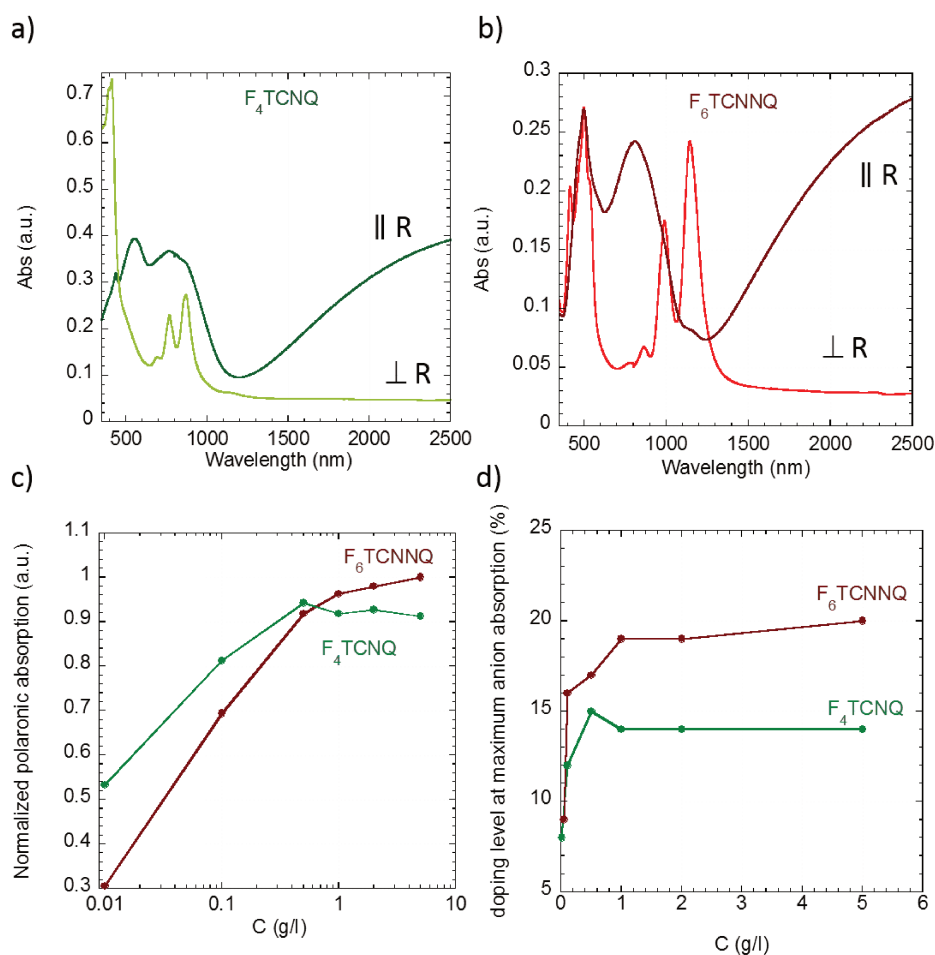 a)
Abs (a.u.)
0.7
0.6
0.5
0.4
0.3
0.2
0.1
0
F4TCNQ
∥ R
⊥ R
500 1000 1500 2000 2500
Wavelength (nm)
b)
Abs (a.u.)
0.3
0.25
0.2
0.15
0.1
0.05
0
F6TCNNQ
∥ R
⊥ R
500 1000 1500 2000 2500
Wavelength (nm)
c)
Normalized polaronic absorption (a.u.)
1.1
1
0.9
0.8
0.7
0.6
0.5
0.4
0.3
F6TCNNQ
F4TCNQ
0.01 0.1 1 10
C (g/l)
d)
doping level at maximum anion absorption (%)
25
20
15
10
5
F6TCNNQ
F4TCNQ
0 1 2 3 4 5 6
C (g/l)